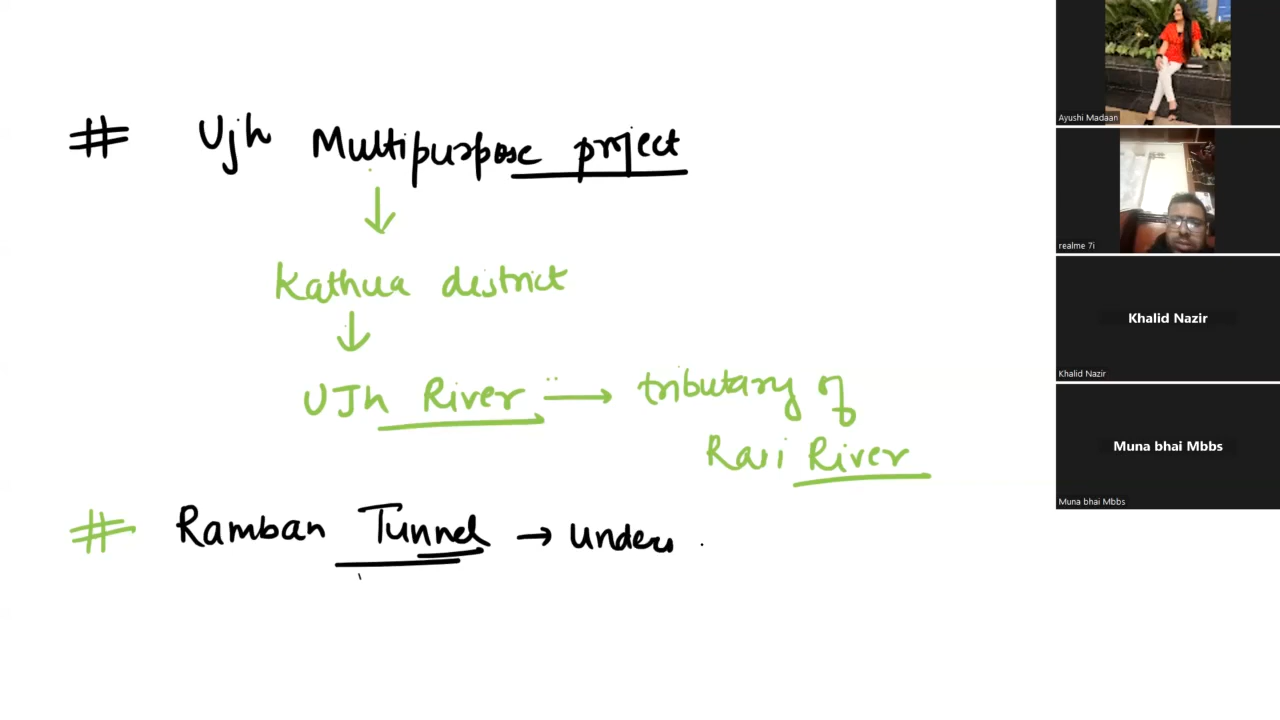 # Ujh Multipurpose project
↓
Kathua district
↓
UJh River → tributary of
Ravi River
# Ramban Tunnel → under
Ayushi Madaan
realme 7i
Khalid Nazir
Khalid Nazir
Muna bhai Mbbs
Muna bhai Mbbs